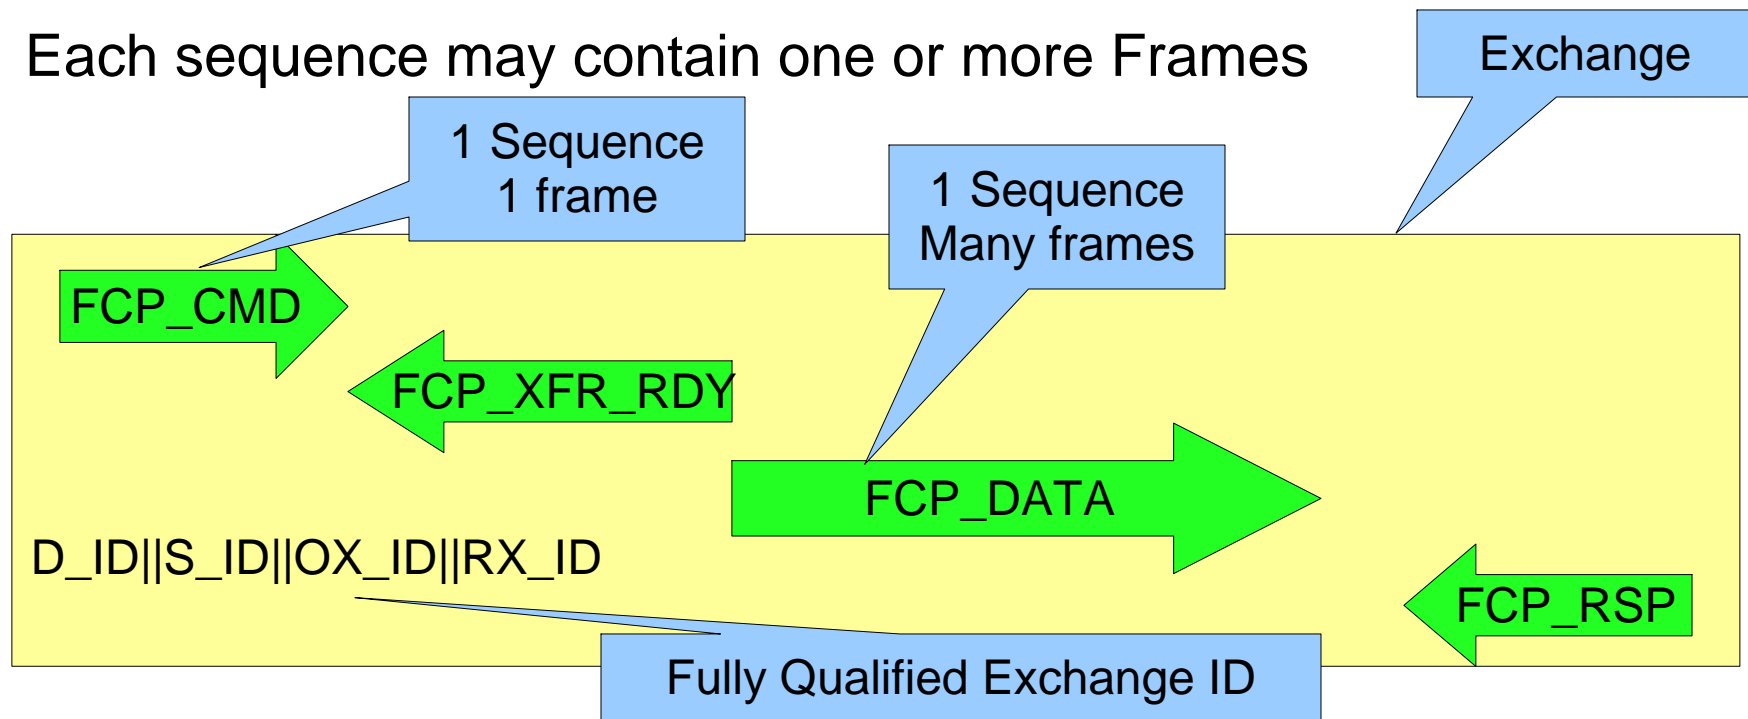 Each sequence may contain one or more Frames
Exchange
1 Sequence
1 frame
1 Sequence
Many frames
FCP_CMD
FCP_XFR_RDY
FCP_DATA
D_ID||S_ID||OX_ID||RX_ID
FCP_RSP
Fully Qualified Exchange ID